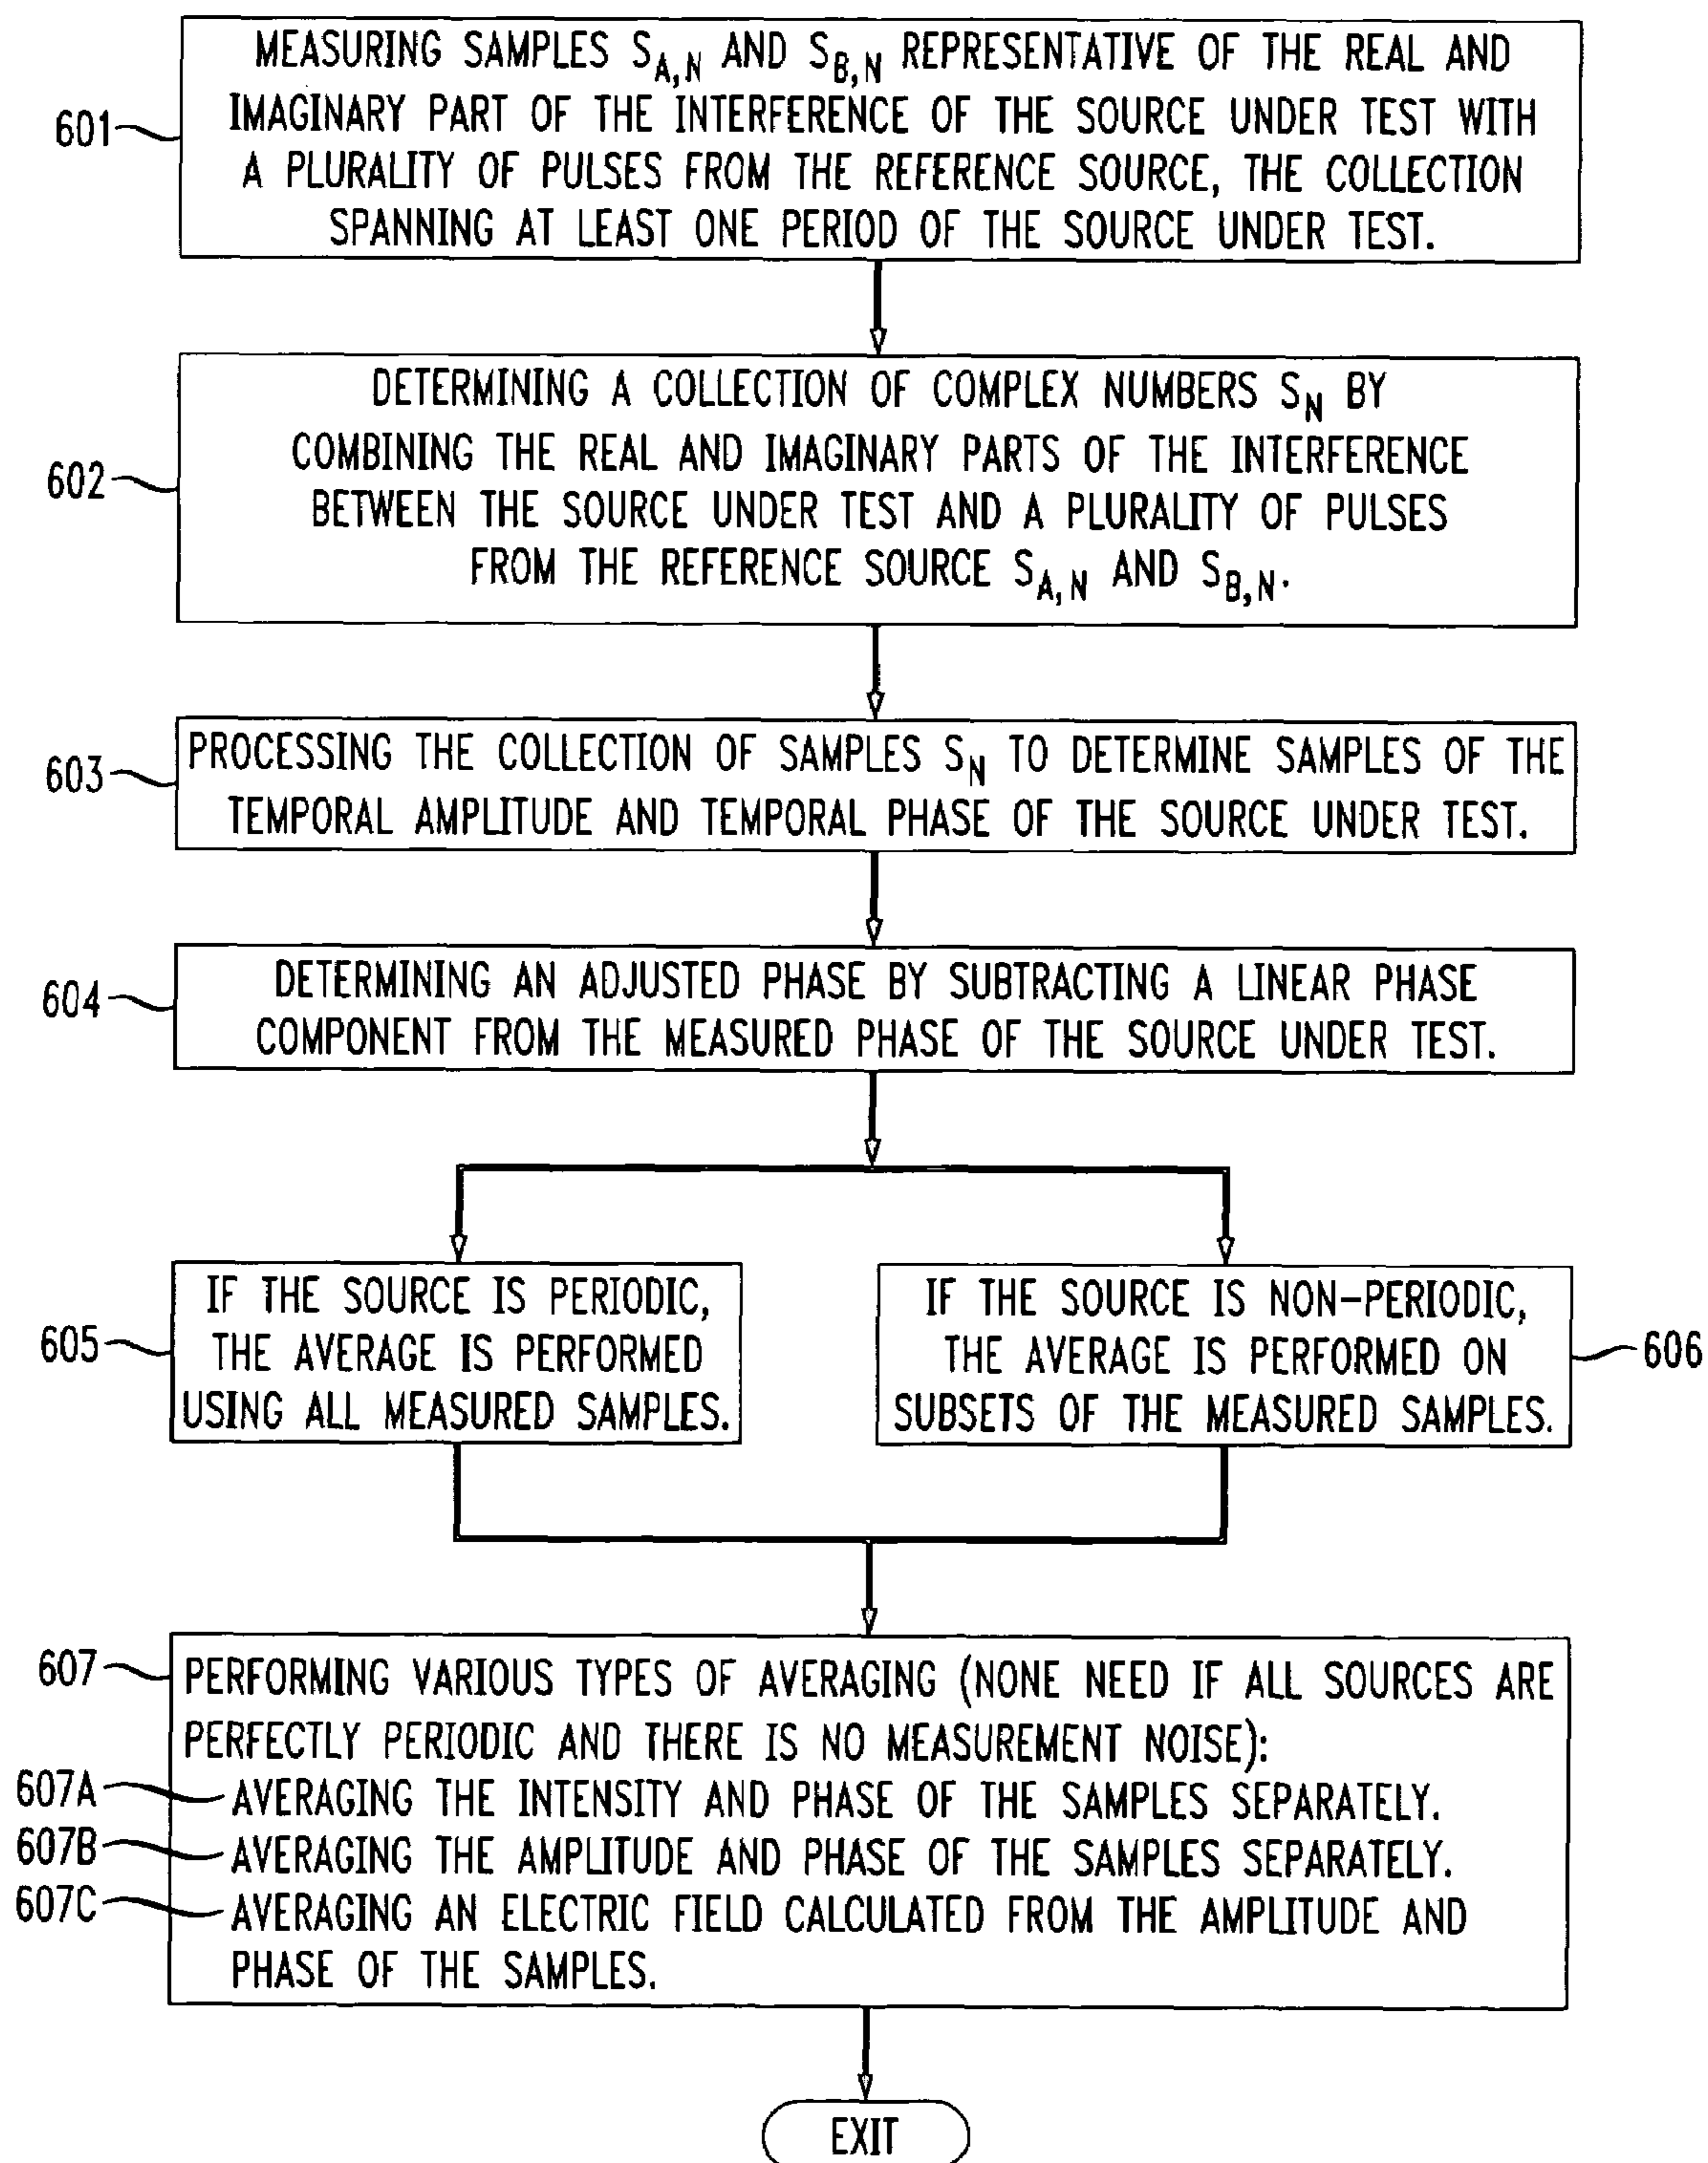 601
MEASURING SAMPLES S_A,N AND S_B,N REPRESENTATIVE OF THE REAL AND
IMAGINARY PART OF THE INTERFERENCE OF THE SOURCE UNDER TEST WITH
A PLURALITY OF PULSES FROM THE REFERENCE SOURCE, THE COLLECTION
SPANNING AT LEAST ONE PERIOD OF THE SOURCE UNDER TEST.
602
DETERMINING A COLLECTION OF COMPLEX NUMBERS S_N BY
COMBINING THE REAL AND IMAGINARY PARTS OF THE INTERFERENCE
BETWEEN THE SOURCE UNDER TEST AND A PLURALITY OF PULSES
FROM THE REFERENCE SOURCE S_A,N AND S_B,N.
603
PROCESSING THE COLLECTION OF SAMPLES S_N TO DETERMINE SAMPLES OF THE
TEMPORAL AMPLITUDE AND TEMPORAL PHASE OF THE SOURCE UNDER TEST.
604
DETERMINING AN ADJUSTED PHASE BY SUBTRACTING A LINEAR PHASE
COMPONENT FROM THE MEASURED PHASE OF THE SOURCE UNDER TEST.
605
IF THE SOURCE IS PERIODIC,
THE AVERAGE IS PERFORMED
USING ALL MEASURED SAMPLES.
IF THE SOURCE IS NON-PERIODIC,
THE AVERAGE IS PERFORMED ON
SUBSETS OF THE MEASURED SAMPLES.
606
607
PERFORMING VARIOUS TYPES OF AVERAGING (NONE NEED IF ALL SOURCES ARE
PERFECTLY PERIODIC AND THERE IS NO MEASUREMENT NOISE):
607A
AVERAGING THE INTENSITY AND PHASE OF THE SAMPLES SEPARATELY.
607B
AVERAGING THE AMPLITUDE AND PHASE OF THE SAMPLES SEPARATELY.
607C
AVERAGING AN ELECTRIC FIELD CALCULATED FROM THE AMPLITUDE AND
PHASE OF THE SAMPLES.
EXIT